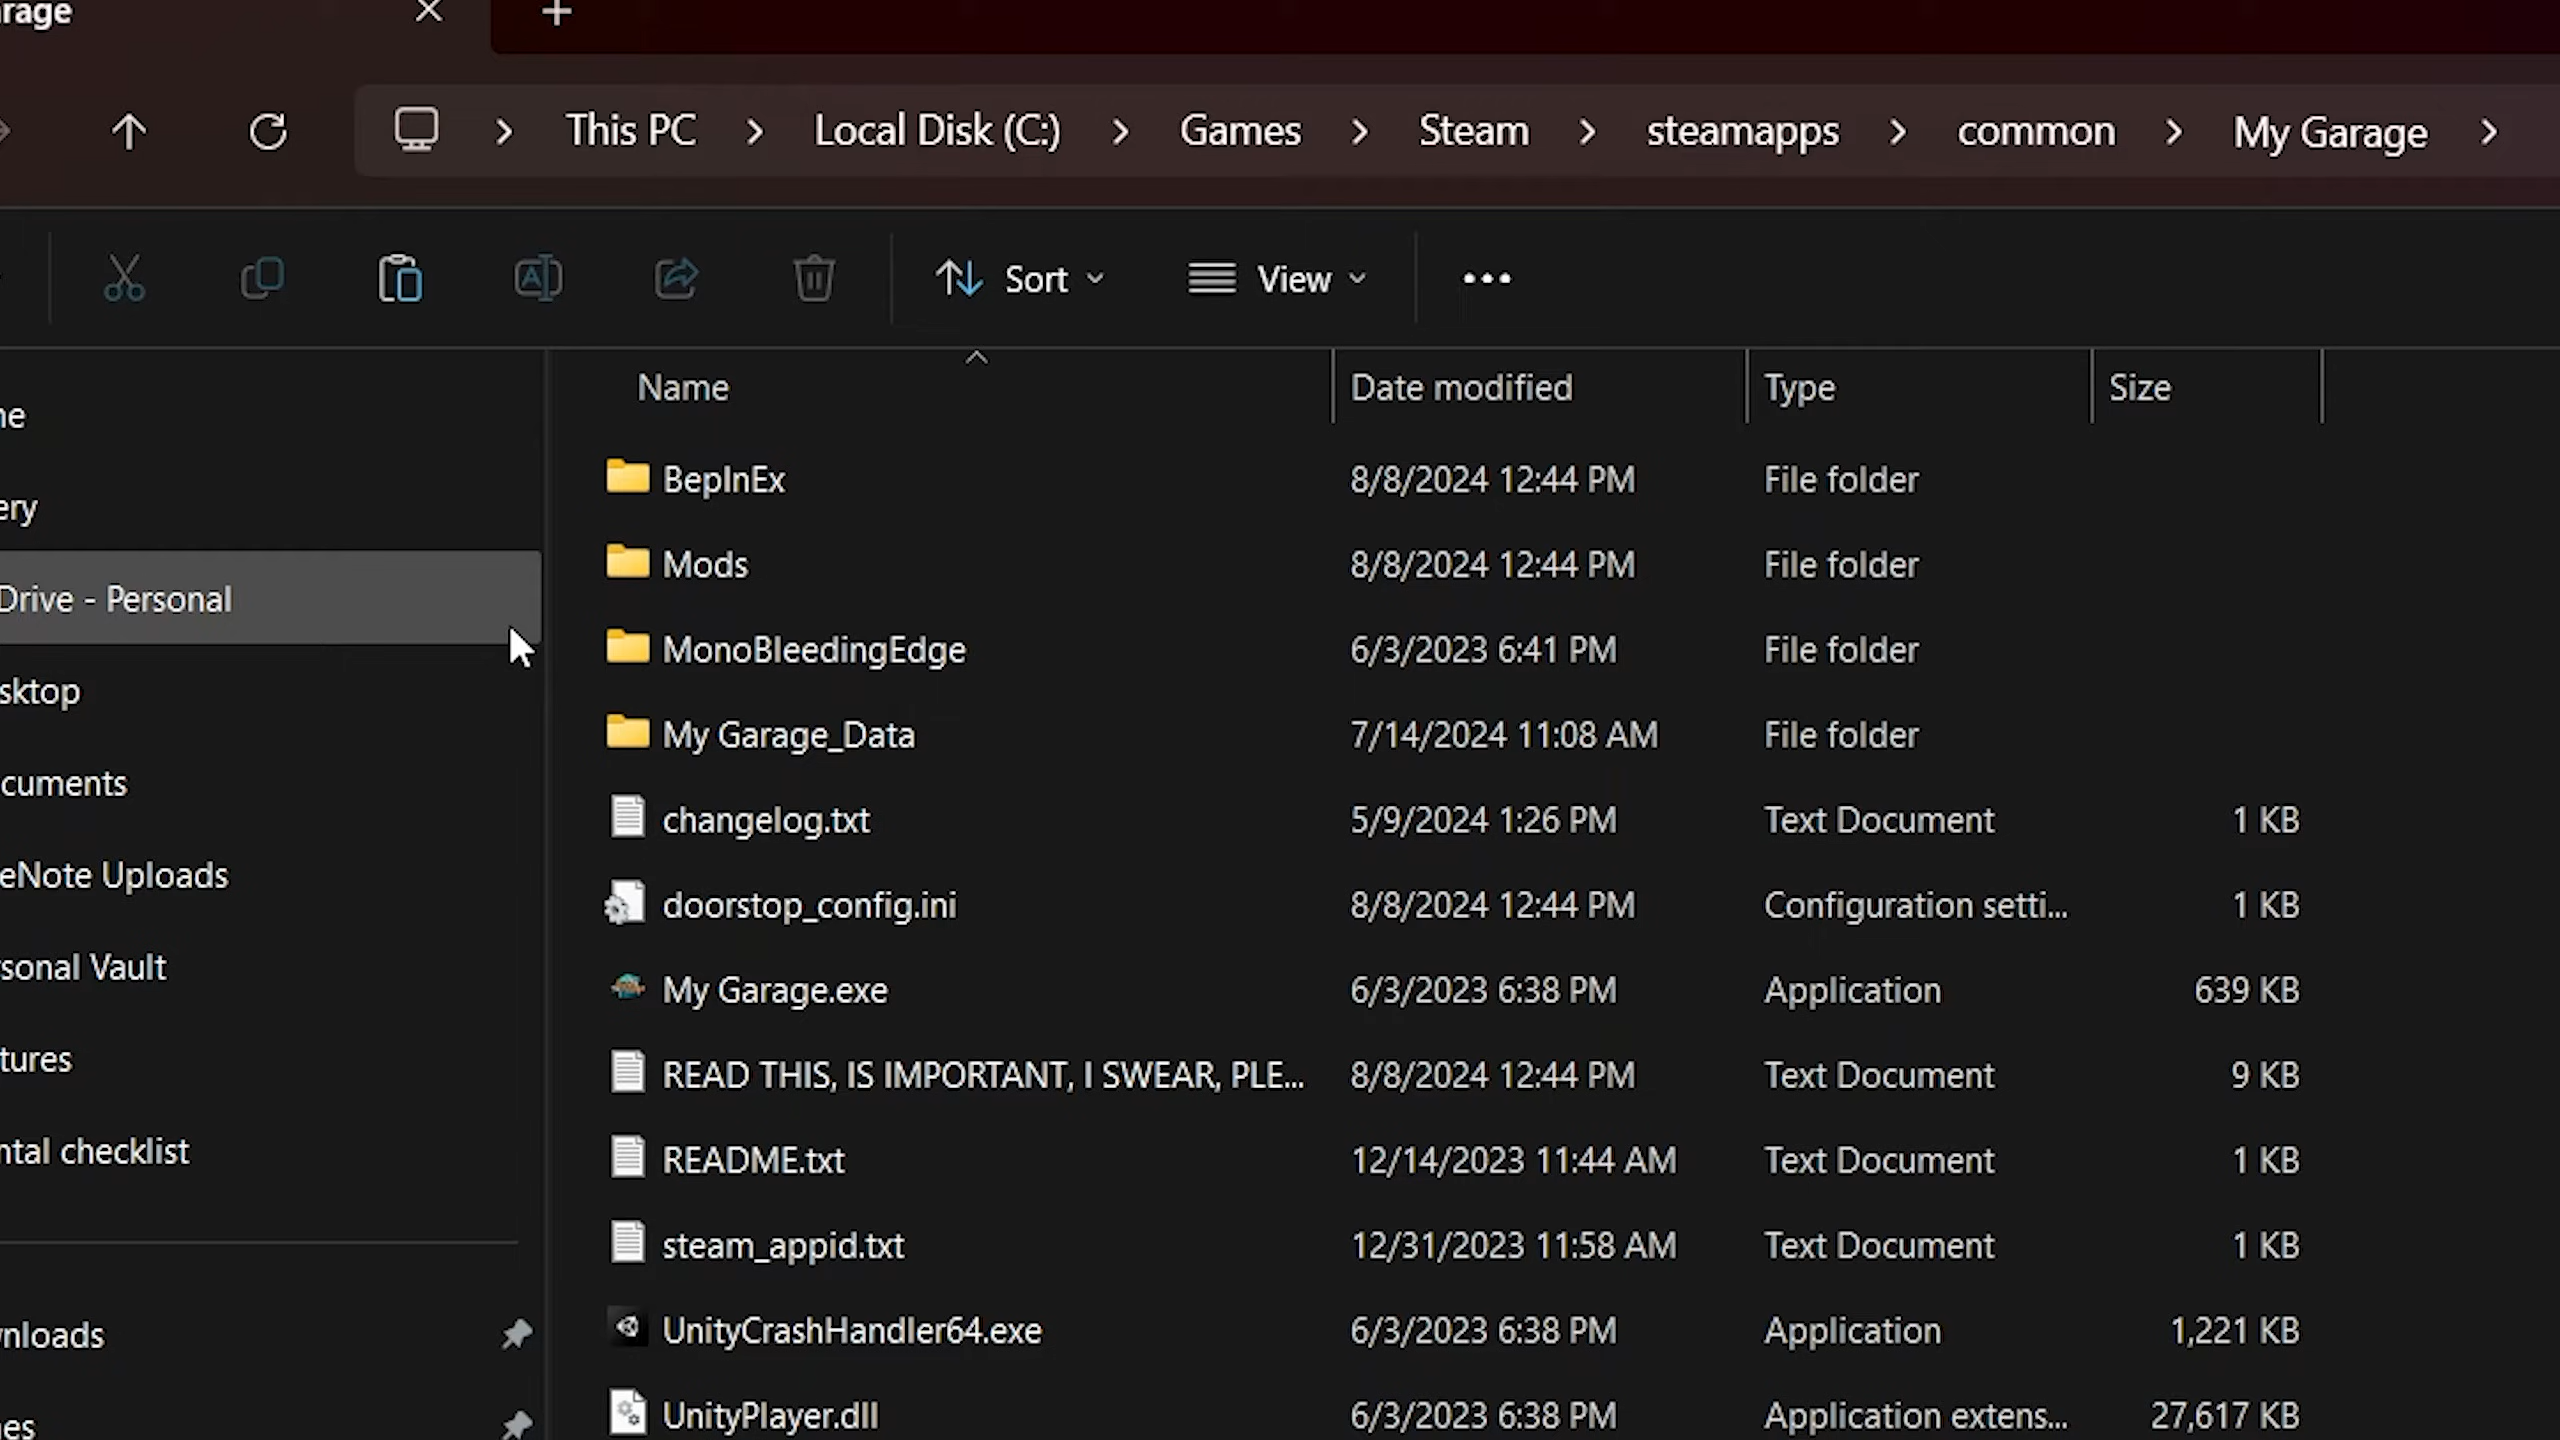 rage
This PC > Local Disk (C:) > Games > Steam > steamapps > common > My Garage >
Sort View
Name Date modified Type Size
ne
ery
Drive - Personal
sktop
cuments
eNote Uploads
sonal Vault
tures
ntal checklist
nloads
es
BepInEx 8/8/2024 12:44 PM File folder
Mods 8/8/2024 12:44 PM File folder
MonoBleedingEdge 6/3/2023 6:41 PM File folder
My Garage_Data 7/14/2024 11:08 AM File folder
changelog.txt 5/9/2024 1:26 PM Text Document 1 KB
doorstop_config.ini 8/8/2024 12:44 PM Configuration setti... 1 KB
My Garage.exe 6/3/2023 6:38 PM Application 639 KB
READ THIS, IS IMPORTANT, I SWEAR, PLE... 8/8/2024 12:44 PM Text Document 9 KB
README.txt 12/14/2023 11:44 AM Text Document 1 KB
steam_appid.txt 12/31/2023 11:58 AM Text Document 1 KB
UnityCrashHandler64.exe 6/3/2023 6:38 PM Application 1,221 KB
UnityPlayer.dll 6/3/2023 6:38 PM Application extens... 27,617 KB